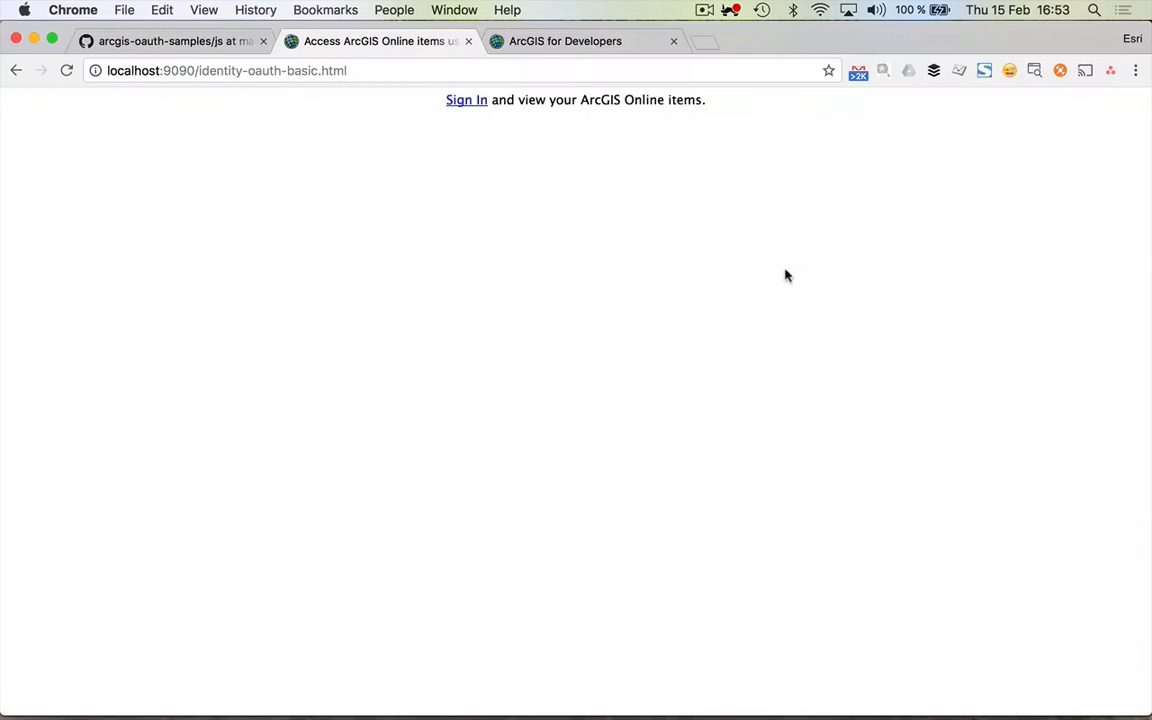 Chrome File Edit View History Bookmarks People Window Help 100 % Thu 15 Feb 16:53
arcgis-oauth-samples/js at ma Access ArcGIS Online items us ArcGIS for Developers Esri
localhost:9090/identity-oauth-basic.html >2K
Sign In and view your ArcGIS Online items.